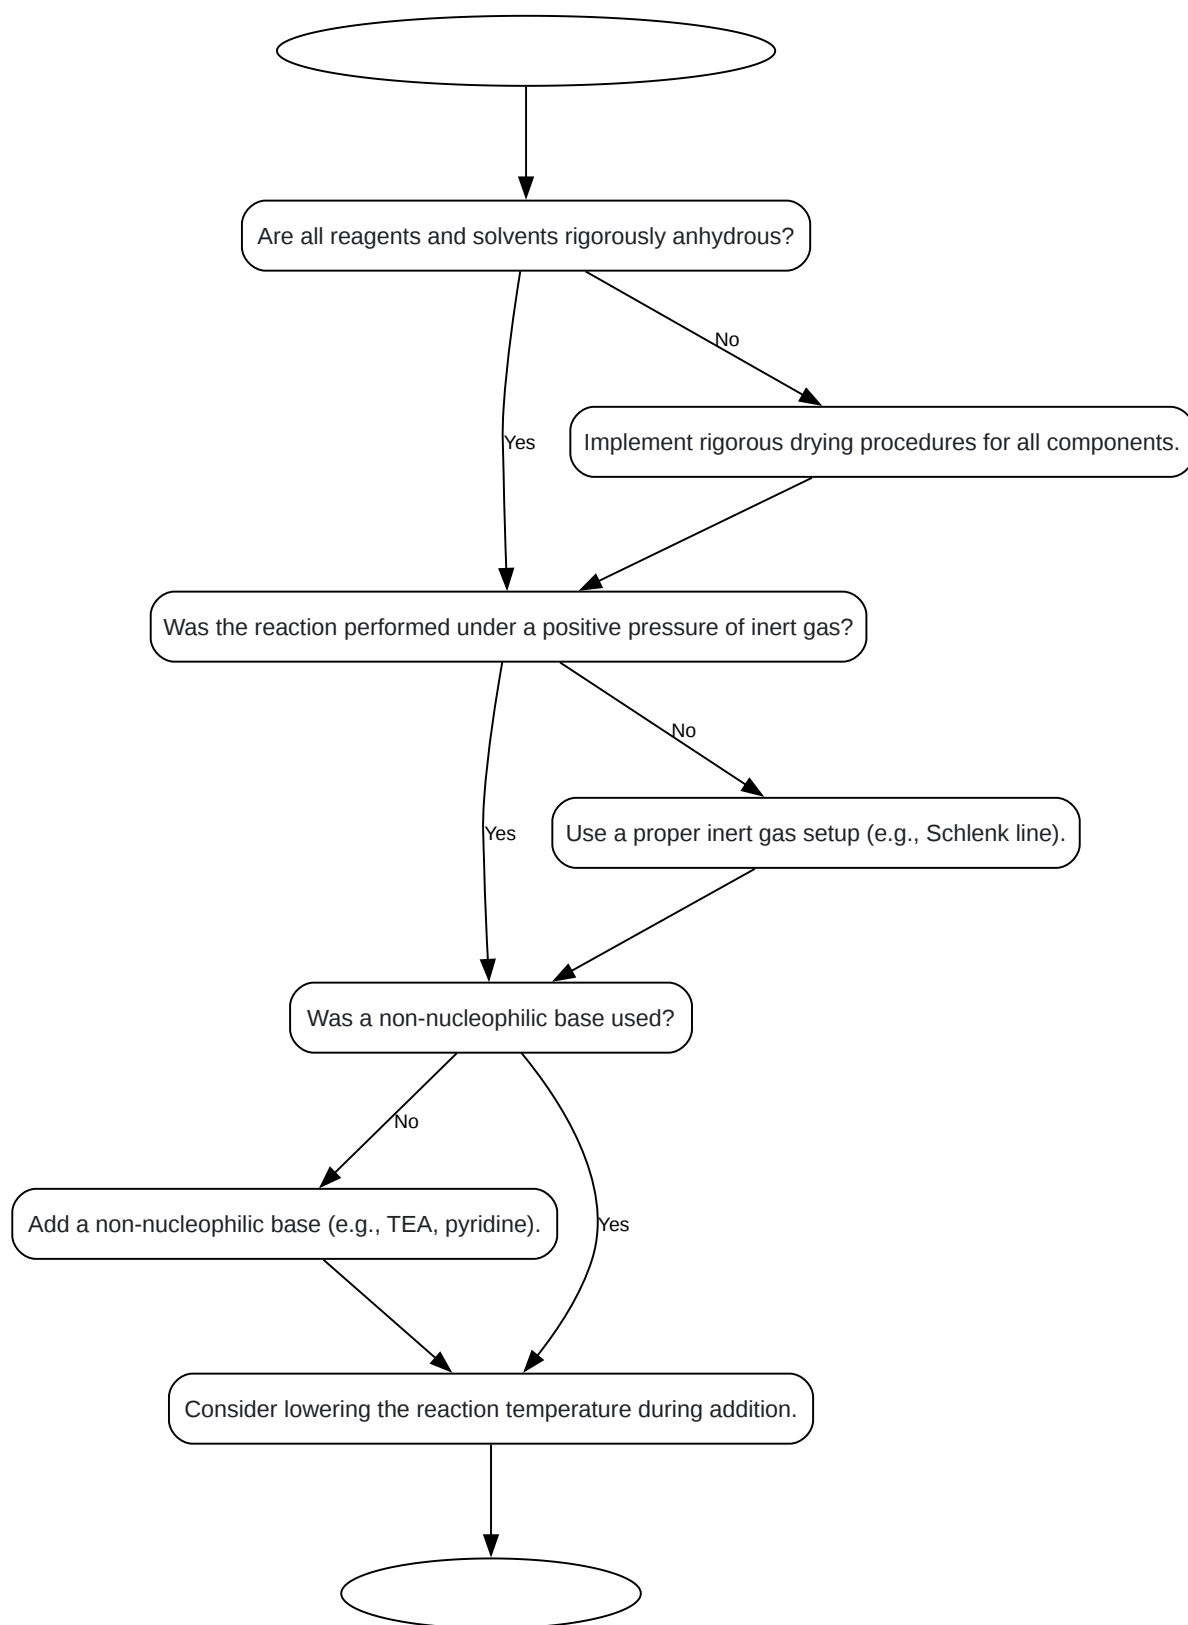 Are all reagents and solvents rigorously anhydrous?
No
Yes
Implement rigorous drying procedures for all components.
Was the reaction performed under a positive pressure of inert gas?
No
Yes
Use a proper inert gas setup (e.g., Schlenk line).
Was a non-nucleophilic base used?
No
Add a non-nucleophilic base (e.g., TEA, pyridine).
Yes
Consider lowering the reaction temperature during addition.